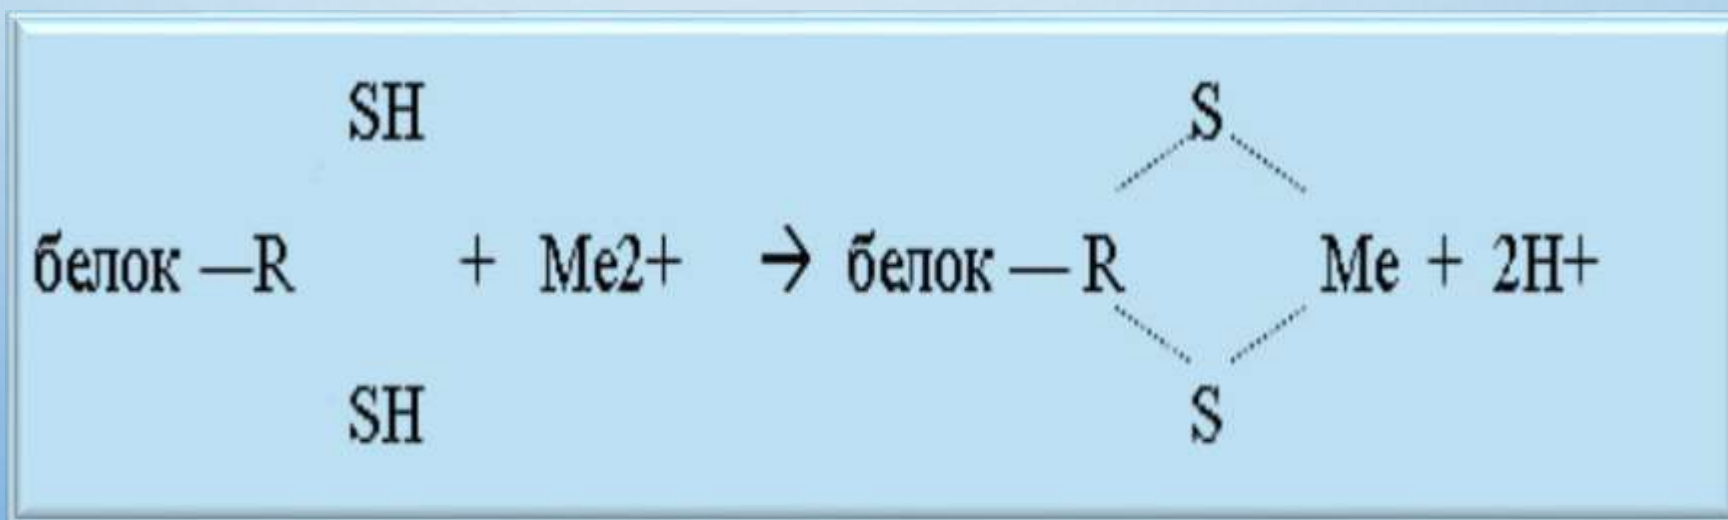 SH S
белок —R + Me2+ → белок — R Me + 2H+
SH S